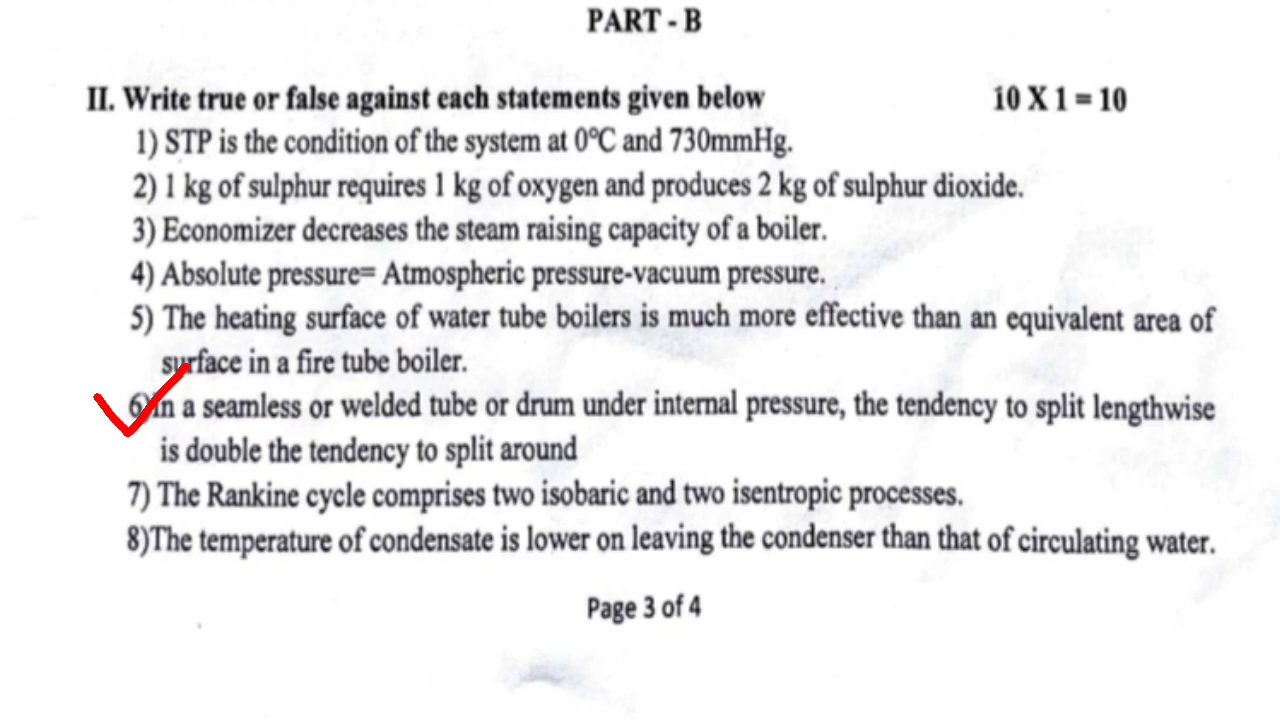 PART - B
II. Write true or false against each statements given below 10 X 1 = 10
1) STP is the condition of the system at 0°C and 730mmHg.
2) 1 kg of sulphur requires 1 kg of oxygen and produces 2 kg of sulphur dioxide.
3) Economizer decreases the steam raising capacity of a boiler.
4) Absolute pressure= Atmospheric pressure-vacuum pressure.
5) The heating surface of water tube boilers is much more effective than an equivalent area of
surface in a fire tube boiler.
6)In a seamless or welded tube or drum under internal pressure, the tendency to split lengthwise
is double the tendency to split around
7) The Rankine cycle comprises two isobaric and two isentropic processes.
8)The temperature of condensate is lower on leaving the condenser than that of circulating water.
Page 3 of 4